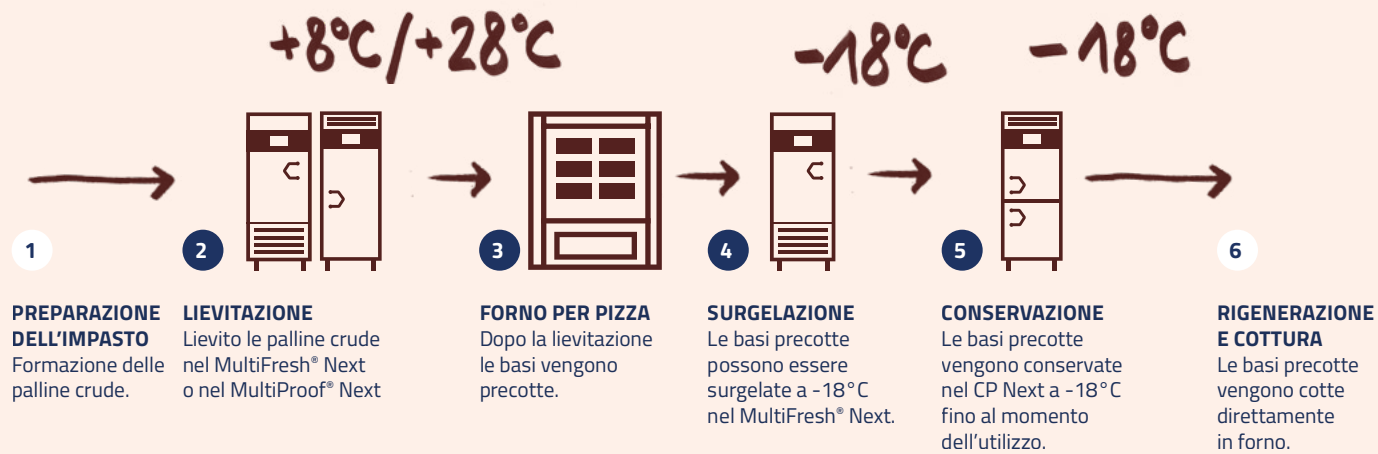 +8°C/+28°C
-18°C
-18°C
1
PREPARAZIONE
DELL'IMPASTO
Formazione delle
palline crude.
2
LIEVITAZIONE
Lievito le palline crude
nel MultiFresh® Next
o nel MultiProof® Next
3
FORNO PER PIZZA
Dopo la lievitazione
le basi vengono
precotte.
4
SURGELAZIONE
Le basi precotte
possono essere
surgelate a -18°C
nel MultiFresh® Next.
5
CONSERVAZIONE
Le basi precotte
vengono conservate
nel CP Next a -18°C
fino al momento
dell'utilizzo.
6
RIGENERAZIONE
E COTTURA
Le basi precotte
vengono cotte
direttamente
in forno.